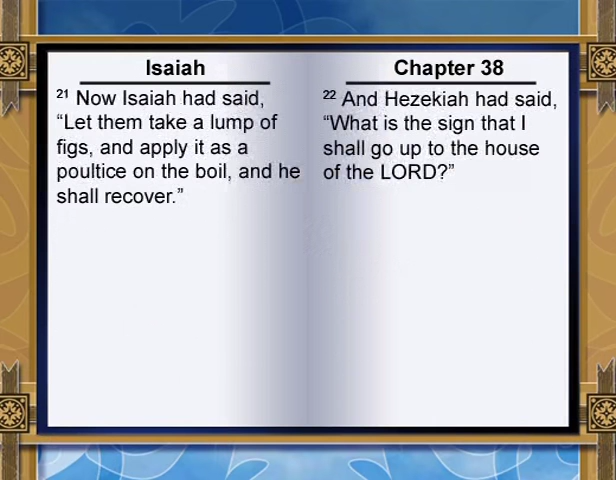 Isaiah
21 Now Isaiah had said,
“Let them take a lump of
figs, and apply it as a
poultice on the boil, and he
shall recover.”
Chapter 38
22 And Hezekiah had said,
“What is the sign that I
shall go up to the house
of the LORD?”